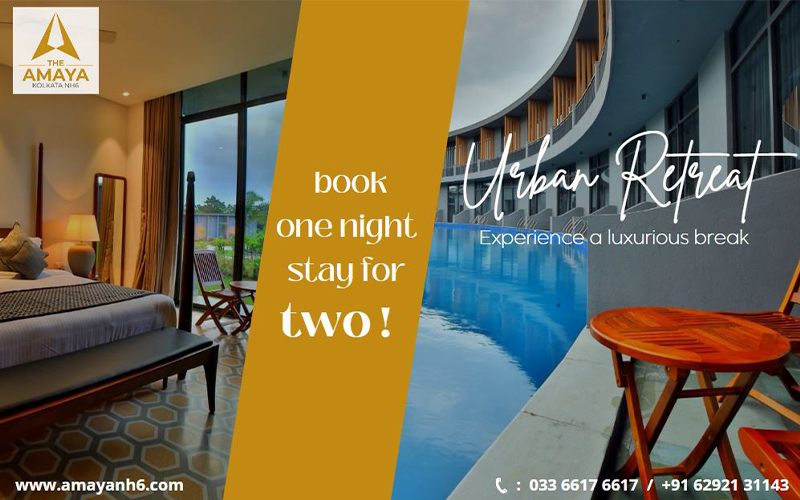 THE
AMAYA
KOLKATA NH6
book
one night
stay for
two !
Urban Retreat
Experience a luxurious break
www.amayanh6.com
: 033 6617 6617 / +91 62921 31143